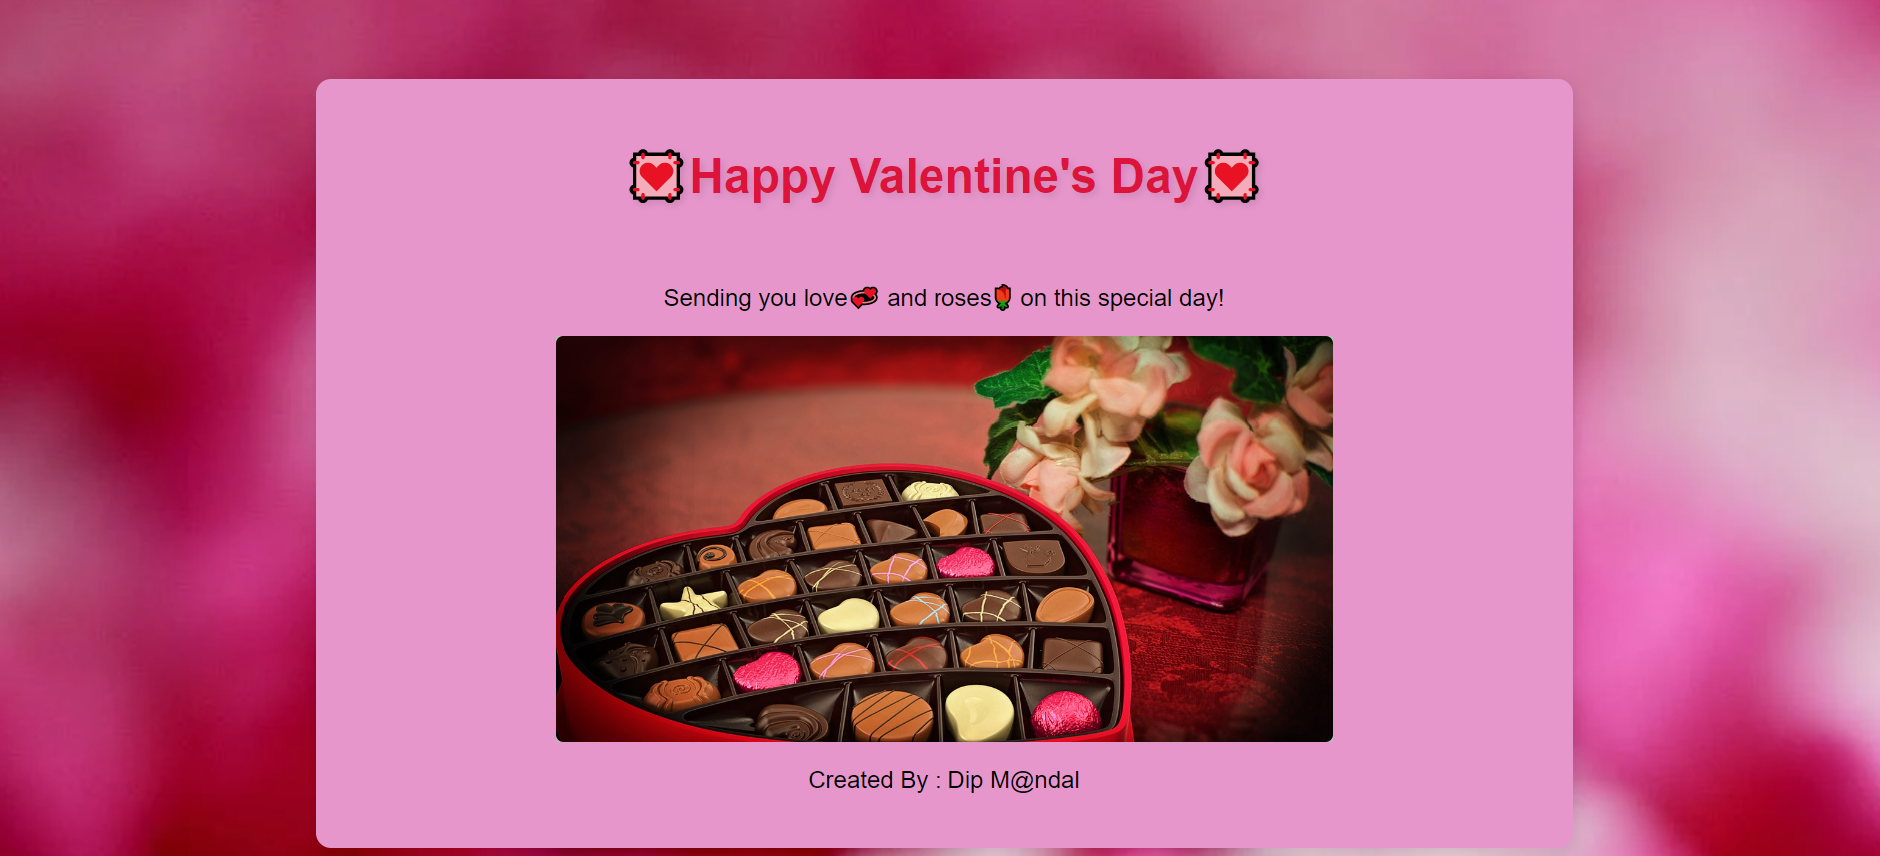 💟Happy Valentine's Day💟
Sending you love💞 and roses🌹on this special day!
Created By : Dip M@ndal